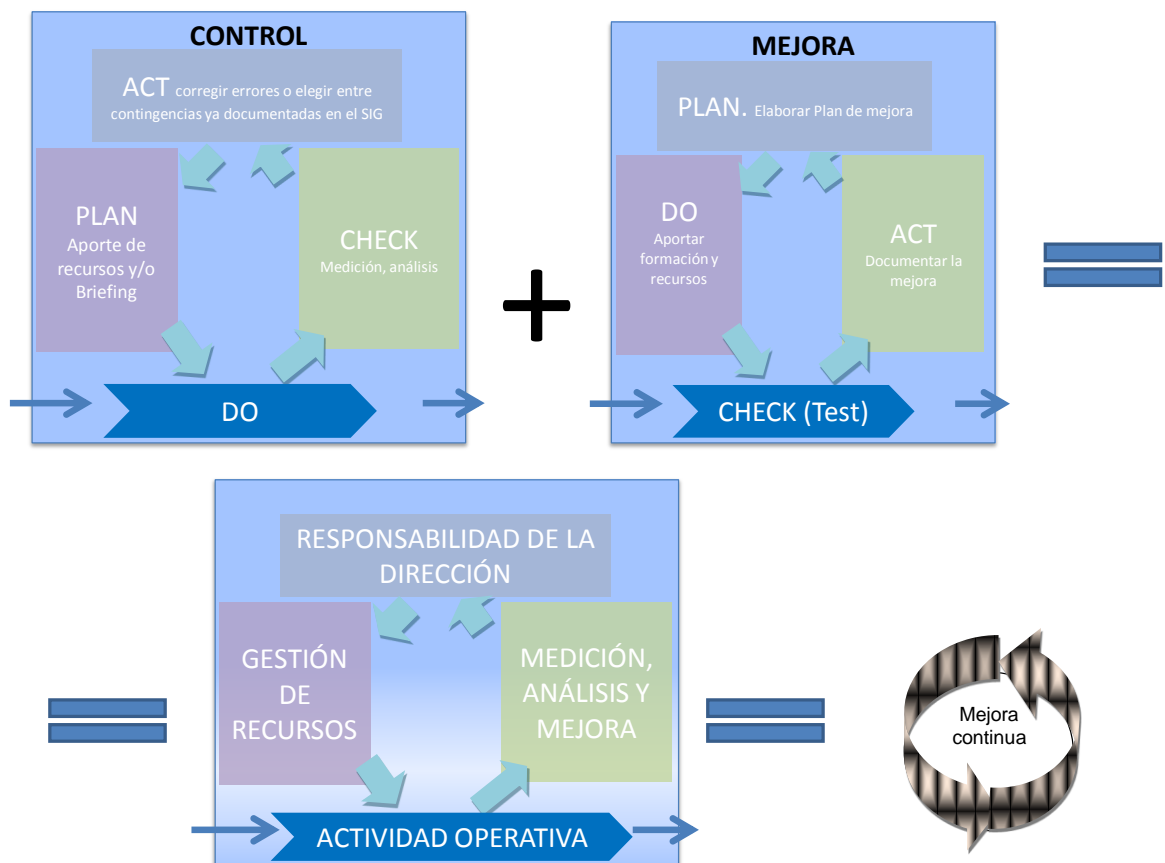 CONTROL
ACT corregir errores o elegir entre
contingencias ya documentadas en el SIG
PLAN
Aporte de
recursos y/o
Briefing
CHECK
Medición, análisis
DO
+
MEJORA
PLAN. Elaborar Plan de mejora
DO
Aportar
formación y
recursos
ACT
Documentar la
mejora
CHECK (Test)
=
=
RESPONSABILIDAD DE LA
DIRECCIÓN
GESTIÓN
DE
RECURSOS
MEDICIÓN,
ANÁLISIS Y
MEJORA
ACTIVIDAD OPERATIVA
=
Mejora
continua